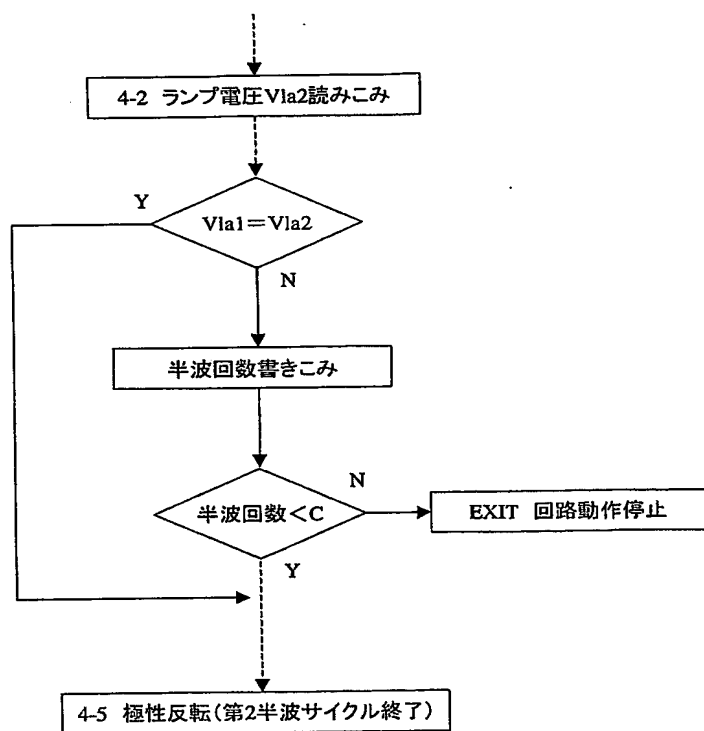 4-2 ランプ電圧Vla2読みこみ
Y
Vla1=Vla2
N
半波回数書きこみ
N
半波回数<C
EXIT 回路動作停止
Y
4-5 極性反転(第2半波サイクル終了)